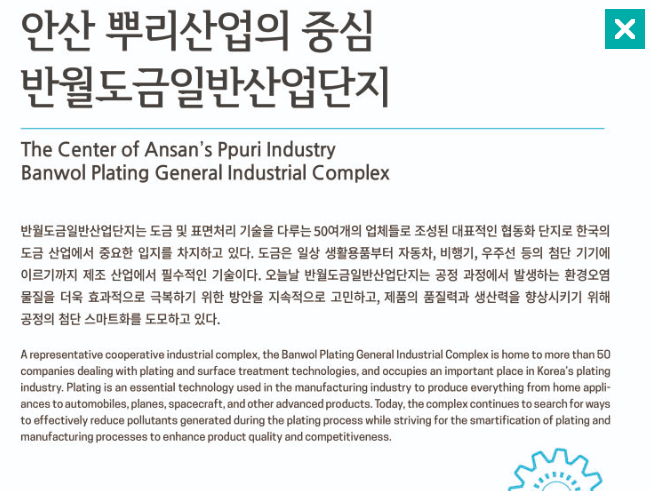 안산 뿌리산업의 중심
반월도금일반산업단지
The Center of Ansan's Ppuri Industry
Banwol Plating General Industrial Complex
반월도금일반산업단지는 도금 및 표면처리 기술을 다루는 50여개의 업체들로 조성된 대표적인 협동화 단지로 한국의
도금 산업에서 중요한 입지를 차지하고 있다. 도금은 일상 생활용품부터 자동차, 비행기, 우주선 등의 첨단 기기에
이르기까지 제조 산업에서 필수적인 기술이다. 오늘날 반월도금일반산업단지는 공정 과정에서 발생하는 환경오염
물질을 더욱 효과적으로 극복하기 위한 방안을 지속적으로 고민하고, 제품의 품질력과 생산력을 향상시키기 위해
공정의 첨단 스마트화를 도모하고 있다.
A representative cooperative industrial complex, the Banwol Plating General Industrial Complex is home to more than 50
companies dealing with plating and surface treatment technologies, and occupies an important place in Korea's plating
industry. Plating is an essential technology used in the manufacturing industry to produce everything from home appli-
ances to automobiles, planes, spacecraft, and other advanced products. Today, the complex continues to search for ways
to effectively reduce pollutants generated during the plating process while striving for the smartification of plating and
manufacturing processes to enhance product quality and competitiveness.